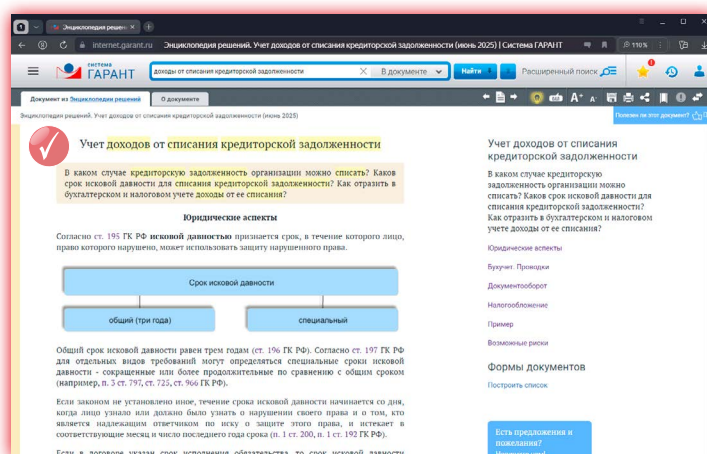 1
Энциклопедия решен
internet.garant.ru
Энциклопедия решений. Учет доходов от списания кредиторской задолженности (июнь 2025) | Система ГАРАНТ
110%
система
ГАРАНТ
доходы от списания кредиторской задолженности
В документе
Найти
Расширенный поиск
Документ из Энциклопедии решений
О документе
Энциклопедия решений. Учет доходов от списания кредиторской задолженности (июнь 2025)
Полезен ли этот документ?
Учет доходов от списания кредиторской задолженности
В каком случае кредиторскую задолженность организации можно списать? Каков
срок исковой давности для списания кредиторской задолженности? Как отразить в
бухгалтерском и налоговом учете доходы от ее списания?
Юридические аспекты
Согласно ст. 195 ГК РФ исковой давностью признается срок, в течение которого лицо,
право которого нарушено, может использовать защиту нарушенного права.
Срок исковой давности
общий (три года)
специальный
Общий срок исковой давности равен трем годам (ст. 196 ГК РФ). Согласно ст. 197 ГК РФ
для отдельных видов требований могут определяться специальные сроки исковой
давности - сокращенные или более продолжительные по сравнению с общим сроком
(например, п. 3 ст. 797, ст. 725, ст. 966 ГК РФ).
Если законом не установлено иное, течение срока исковой давности начинается со дня,
когда лицо узнало или должно было узнать о нарушении своего права и о том, кто
является надлежащим ответчиком по иску о защите этого права, и истекает в
соответствующие месяц и число последнего года срока (п. 1 ст. 200, п. 1 ст. 192 ГК РФ).
Если в договоре указан срок исполнения обязательства, то срок исковой давности
Учет доходов от списания
кредиторской задолженности
В каком случае кредиторскую
задолженность организации можно
списать? Каков срок исковой давности для
списания кредиторской задолженности?
Как отразить в бухгалтерском и налоговом
учете доходы от ее списания?
Юридические аспекты
Бухучет. Проводки
Документооборот
Налогообложение
Пример
Возможные риски
Формы документов
Построить список
Есть предложения и
пожелания?